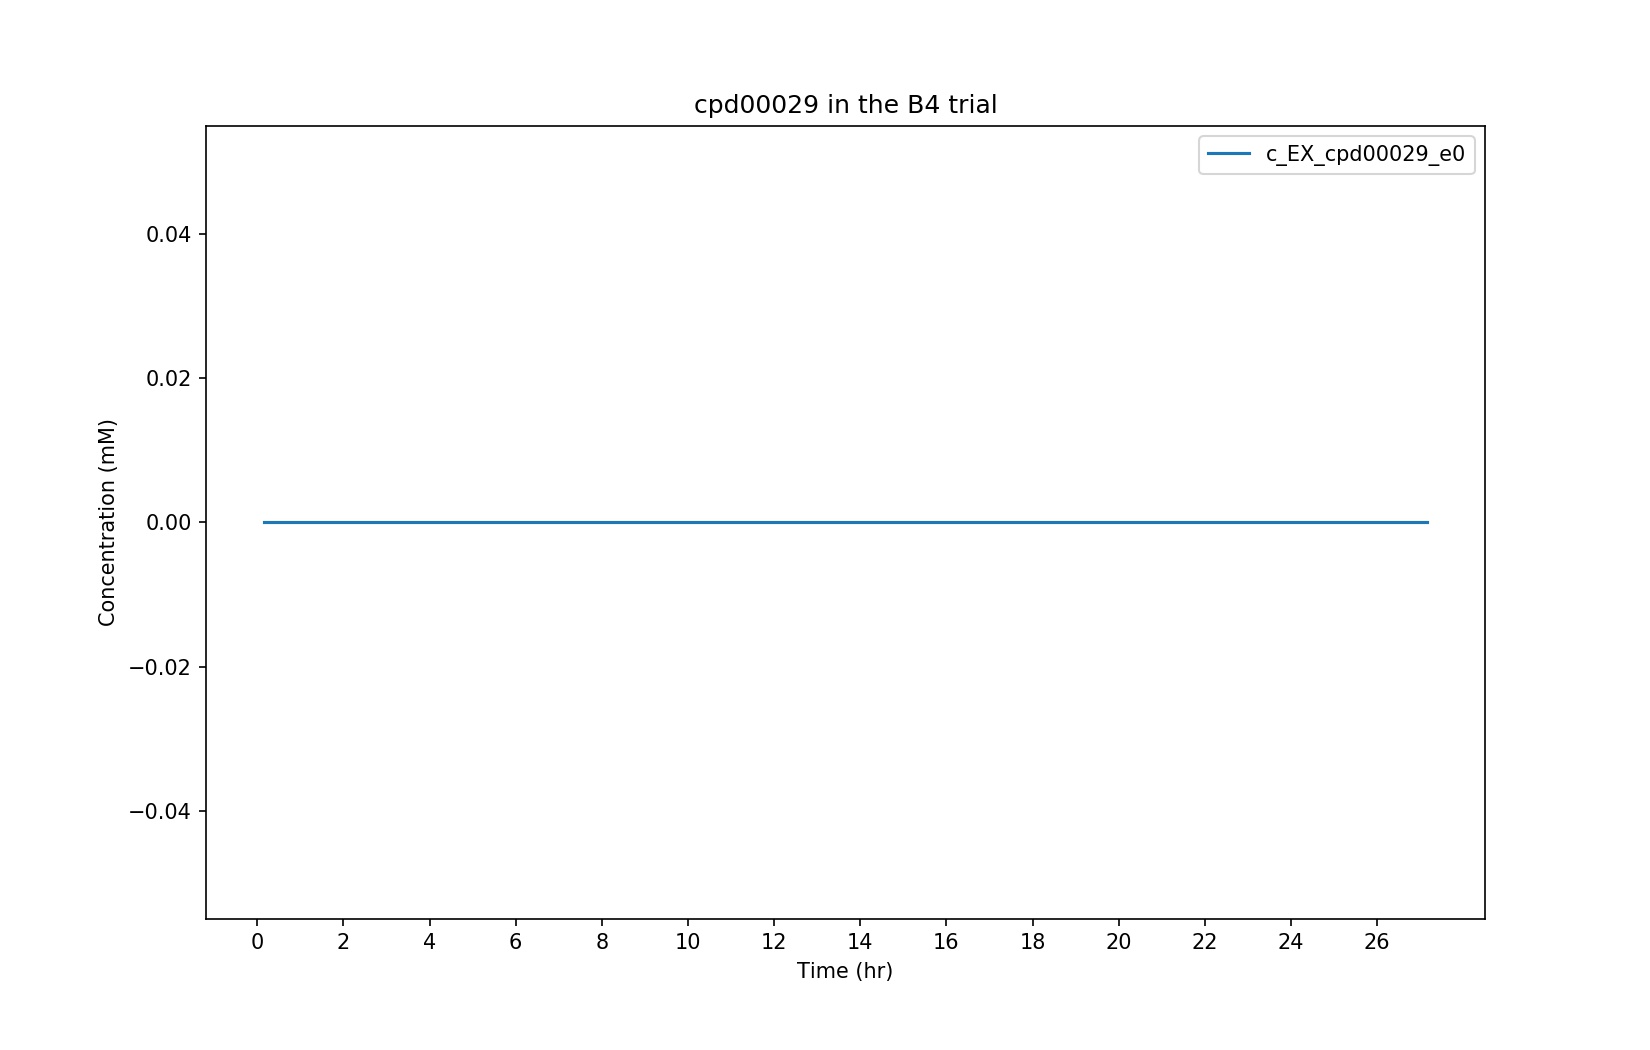 cpd00029 in the B4 trial
c_EX_cpd00029_e0
0.04
0.02
0.00
−0.02
−0.04
Concentration (mM)
0 2 4 6 8 10 12 14 16 18 20 22 24 26
Time (hr)